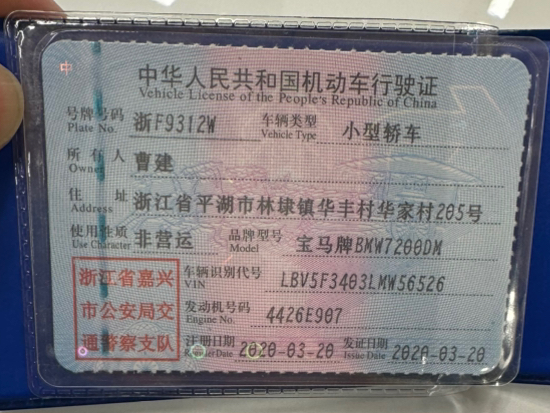 中华人民共和国机动车行驶证
Vehicle License of the People's Republic of China
号牌号码 浙F9312W 车辆类型 小型轿车
Plate No. Vehicle Type
所有人 曹建
Owner
住址 浙江省平湖市林埭镇华丰村华家村205号
Address
使用性质 非营运 品牌型号 宝马牌BMW7200DM
Use Character Model
浙江省嘉兴
市公安局交
通警察支队
车辆识别代号 LBV5F3403LMW56526
VIN
发动机号码 4426E907
Engine No.
注册日期 2020-03-20 发证日期 2020-03-20
Register Date Issue Date
中